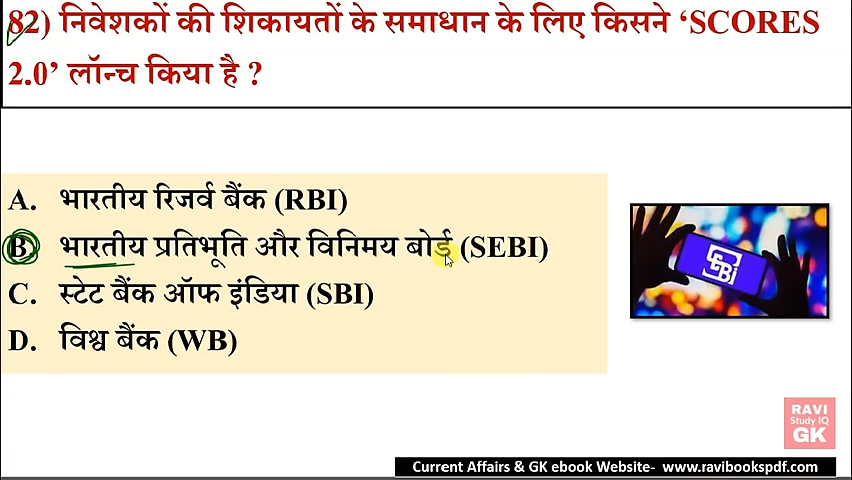 82) निवेशकों की शिकायतों के समाधान के लिए किसने ‘SCORES
2.0’ लॉन्च किया है ?
A. भारतीय रिजर्व बैंक (RBI)
B. भारतीय प्रतिभूति और विनिमय बोर्ड (SEBI)
C. स्टेट बैंक ऑफ इंडिया (SBI)
D. विश्व बैंक (WB)
SEBI
RAVI
Study IQ
GK
Current Affairs & GK ebook Website- www.ravibookspdf.com